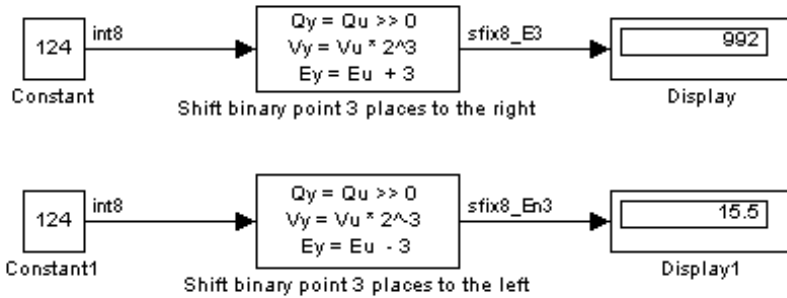 124
int8
Qy = Qu >> 0
Vy = Vu * 2^3
Ey = Eu + 3
sfix8_E3
992
Constant
Shift binary point 3 places to the right
Display
124
int8
Qy = Qu >> 0
Vy = Vu * 2^-3
Ey = Eu - 3
sfix8_En3
15.5
Constant1
Shift binary point 3 places to the left
Display1